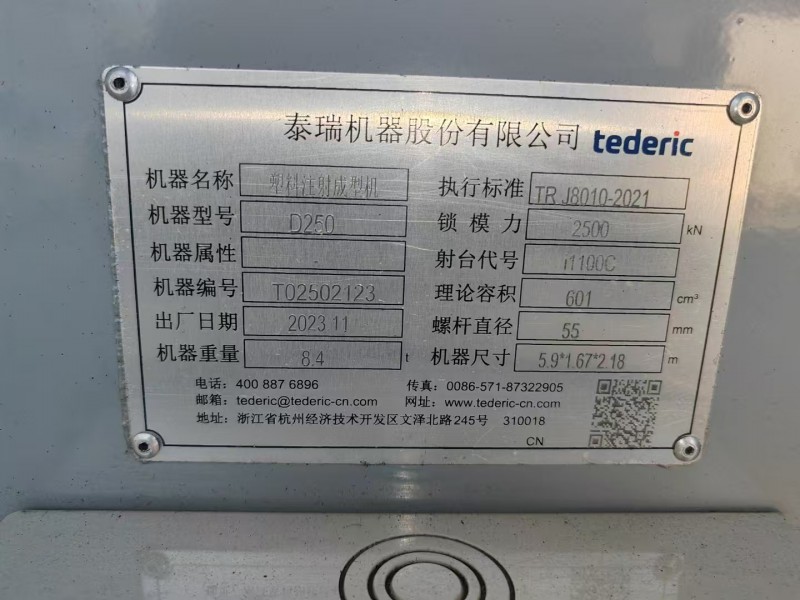 泰瑞机器股份有限公司 tederic
机器名称 塑料注射成型机 执行标准 TR J8010-2021
机器型号 D250 锁模力 2500 kN
机器属性 射台代号 i1100C
机器编号 T02502123 理论容积 601 cm³
出厂日期 2023.11 螺杆直径 55 mm
机器重量 8.4 t 机器尺寸 5.9*1.67*2.18 m
电话: 400 887 6896 传真: 0086-571-87322905
邮箱: tederic@tederic-cn.com 网址: www.tederic-cn.com
地址: 浙江省杭州经济技术开发区文泽北路245号 310018
CN